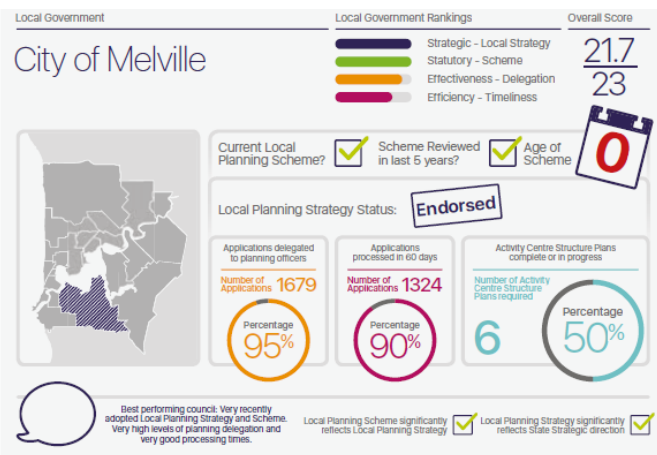 Local Government
Local Government Rankings
Overall Score
City of Melville
Strategic - Local Strategy
Statutory - Scheme
Effectiveness - Delegation
Efficiency - Timeliness
21.7
23
Current Local
Planning Scheme?
Scheme Reviewed
in last 5 years?
Age of
Scheme
0
Local Planning Strategy Status:
Endorsed
Applications delegated
to planning officers
Number of
Applications 1679
Percentage
95%
Applications
processed in 60 days
Number of
Applications 1324
Percentage
90%
Activity Centre Structure Plans
complete or in progress
Number of Activity
Centre Structure
Plans required
6
Percentage
50%
Best performing council: Very recently
adopted Local Planning Strategy and Scheme.
Very high levels of planning delegation and
very good processing times.
Local Planning Scheme significantly
reflects Local Planning Strategy
Local Planning Strategy significantly
reflects State Strategic direction